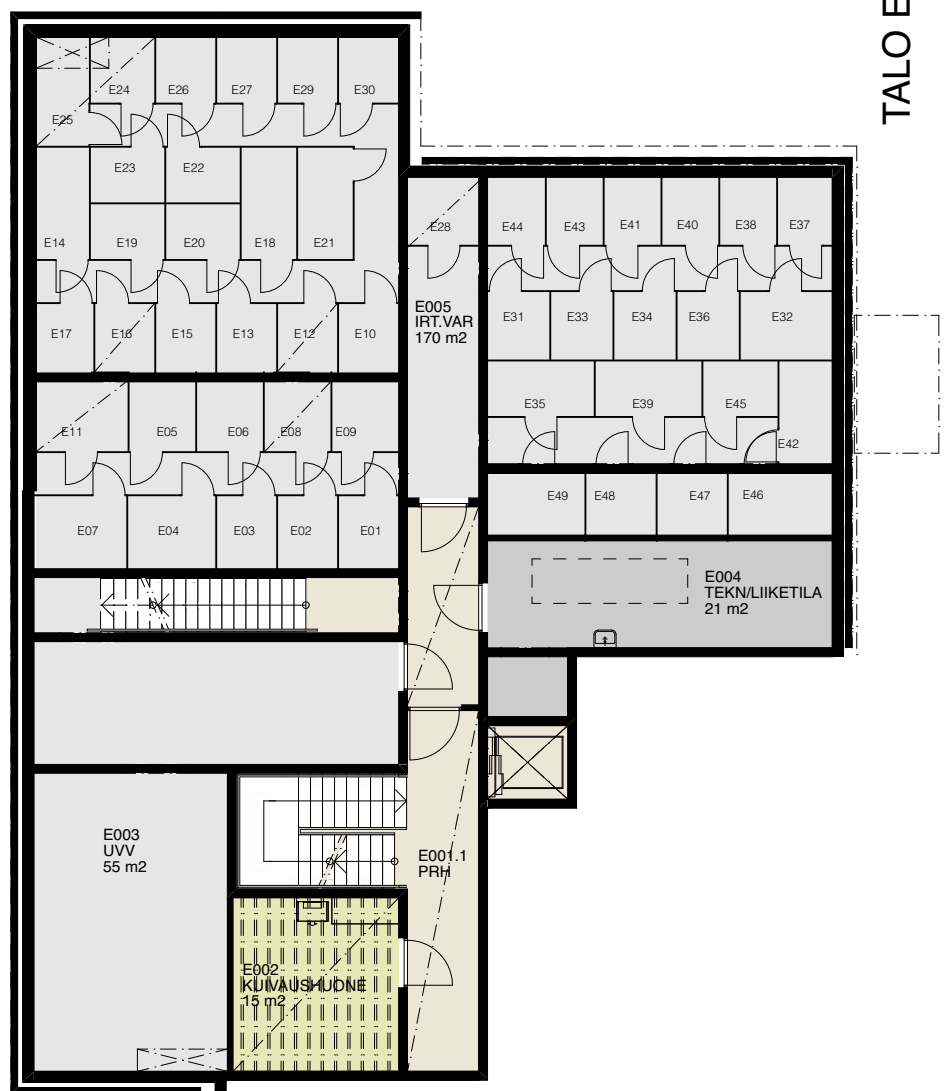 TALO E
E24
E26
E27
E29
E30
E25
E23
E22
E14
E19
E20
E18
E21
E17
E16
E15
E13
E12
E10
E11
E05
E06
E08
E09
E07
E04
E03
E02
E01
E28
E005
IRT.VAR
170 m2
E44
E43
E41
E40
E38
E37
E31
E33
E34
E36
E32
E35
E39
E45
E42
E49
E48
E47
E46
E004
TEKN/LIIKETILA
21 m2
E003
UVV
55 m2
E001.1
PRH
E002
KUIVAUSHUONE
15 m2